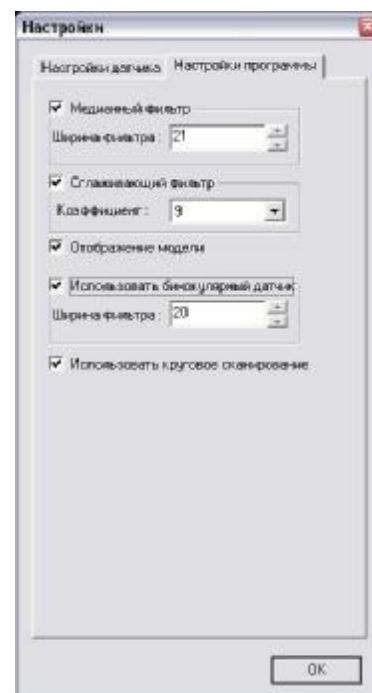 Настройки
Настройки датчика Настройки программы
Медианный фильтр
Ширина фильтра : 21
Сглаживающий фильтр
Коэффициент : 9
Отображение модели
Использовать бинокулярный датчик
Ширина фильтра : 20
Использовать круговое сканирование
OK